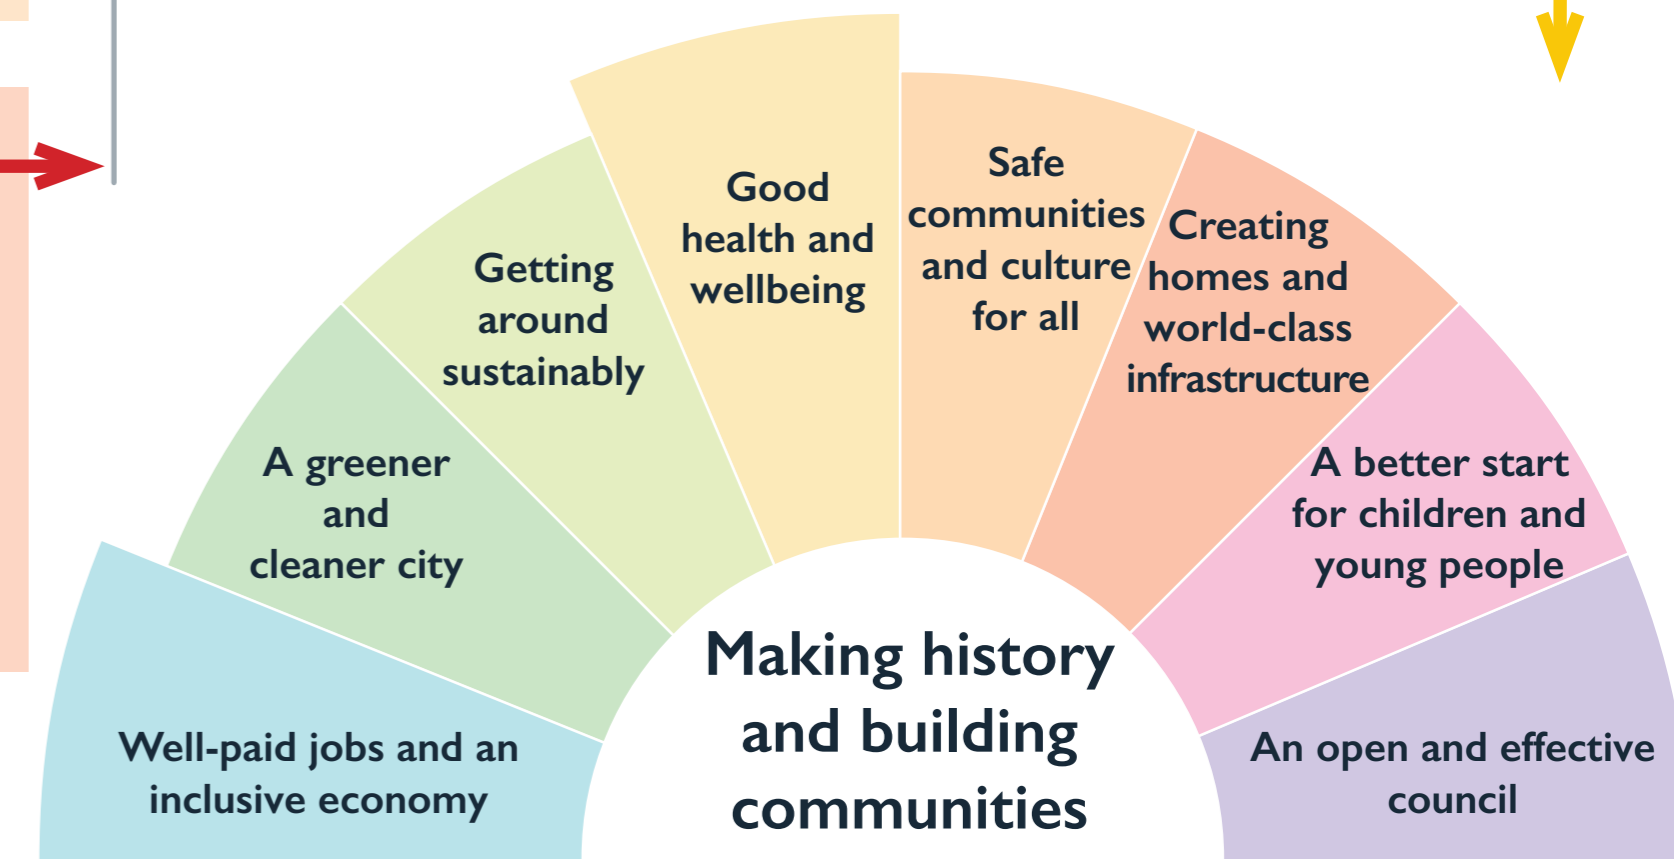 Well-paid jobs and an
inclusive economy
A greener
and
cleaner city
Getting
around
sustainably
Good
health and
wellbeing
Safe
communities
and culture
for all
Creating
homes and
world-class
infrastructure
A better start
for children and
young people
An open and effective
council
Making history
and building
communities